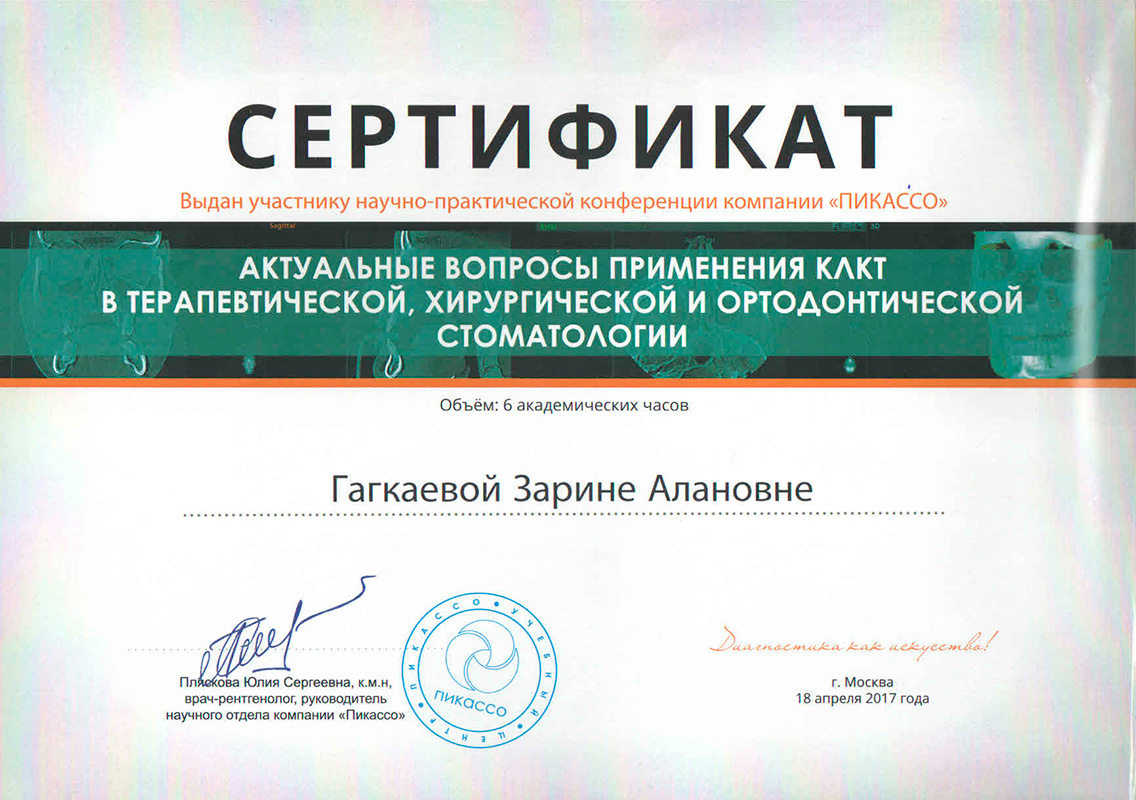 СЕРТИФИКАТ
Выдан участнику научно-практической конференции компании «ПИКАССО»
Sagittal
3D
АКТУАЛЬНЫЕ ВОПРОСЫ ПРИМЕНЕНИЯ КЛКТ
В ТЕРАПЕВТИЧЕСКОЙ, ХИРУРГИЧЕСКОЙ И ОРТОДОНТИЧЕСКОЙ
СТОМАТОЛОГИИ
Объём: 6 академических часов
Гагкаевой Зарине Алановне
Пляскова Юлия Сергеевна, к.м.н,
врач-рентгенолог, руководитель
научного отдела компании «Пикассо»
ПИКАССО • УЧЕБНЫЙ ЦЕНТР •
пикассо
Диагностика как искусство!
г. Москва
18 апреля 2017 года